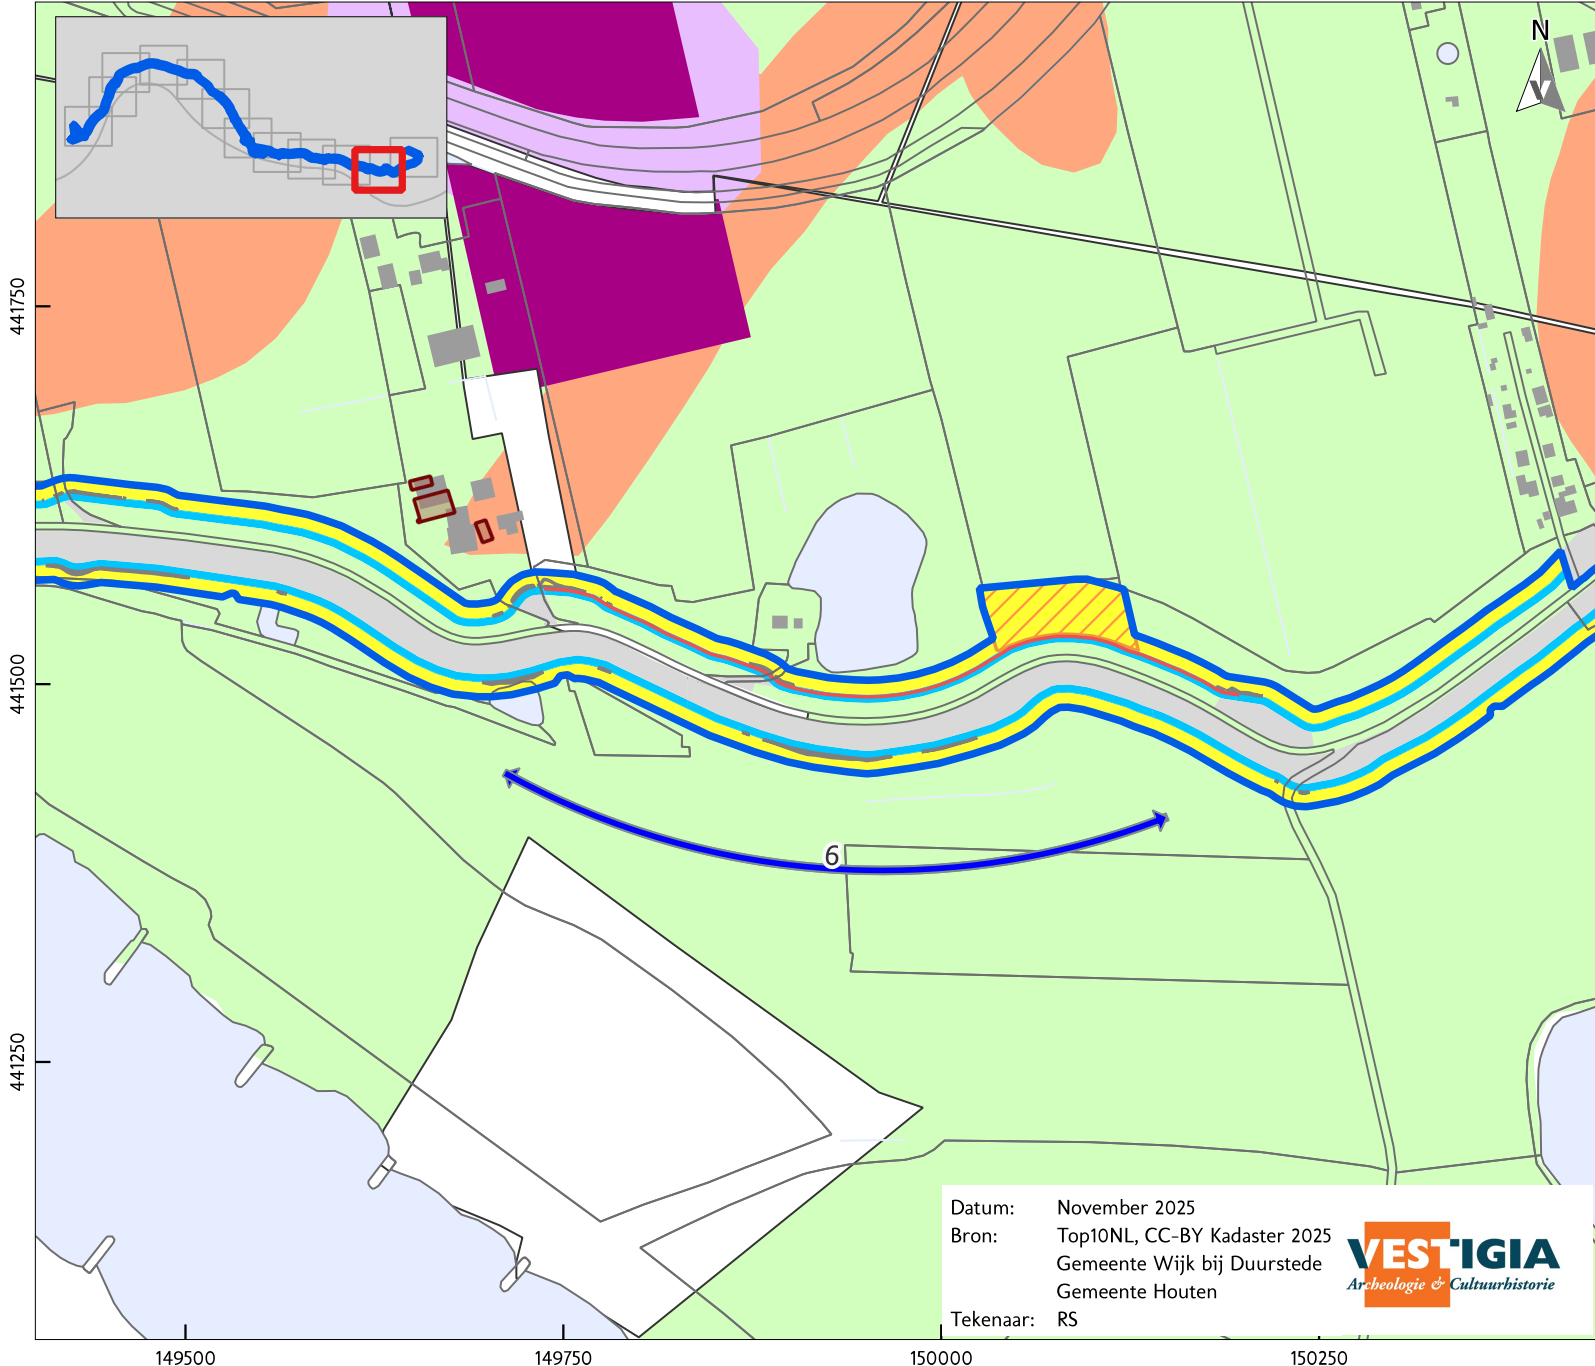 N
V
441750
441500
441250
6
Datum: November 2025
Bron: Top10NL, CC-BY Kadaster 2025
Gemeente Wijk bij Duurstede
Gemeente Houten
Tekenaar: RS
VESTIGIA
Archeologie & Cultuurhistorie
149500 149750 150000 150250